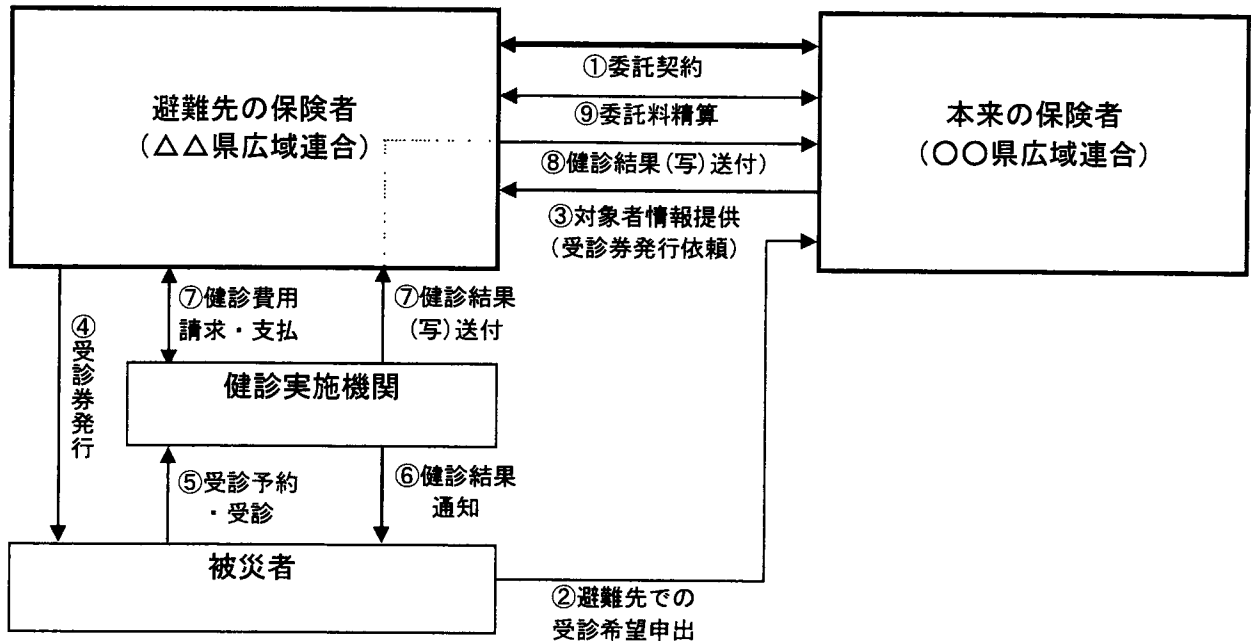 避難先の保険者
（△△県広域連合）
①委託契約
⑨委託料精算
⑧健診結果（写）送付）
③対象者情報提供
（受診券発行依頼）
本来の保険者
（〇〇県広域連合）
④受診券発行
⑦健診費用
請求・支払
⑦健診結果
（写）送付
健診実施機関
⑤受診予約
・受診
⑥健診結果
通知
被災者
②避難先での
受診希望申出